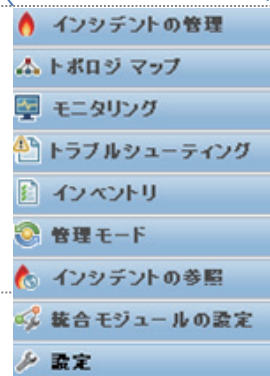 インシデントの管理
トポロジ マップ
モニタリング
トラブルシューティング
インベントリ
管理モード
インシデントの参照
統合モジュールの設定
設定